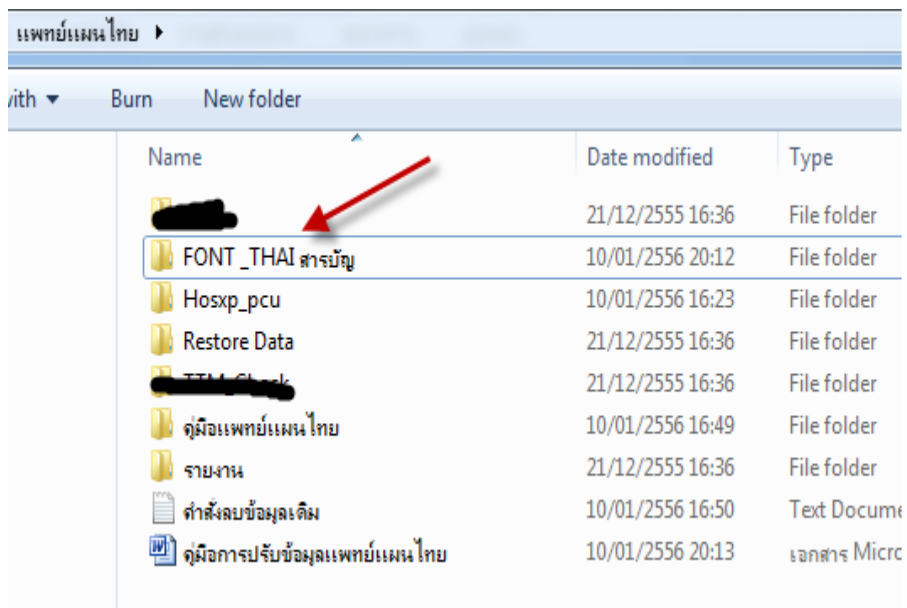 แพทย์แผนไทย
with Burn New folder
Name Date modified Type
21/12/2555 16:36 File folder
FONT _THAI สารบัญ 10/01/2556 20:12 File folder
Hosxp_pcu 10/01/2556 16:23 File folder
Restore Data 21/12/2555 16:36 File folder
21/12/2555 16:36 File folder
คู่มือแพทย์แผนไทย 10/01/2556 16:49 File folder
รายงาน 21/12/2555 16:36 File folder
คำสั่งลบข้อมูลเดิม 10/01/2556 16:50 Text Docume
คู่มือการปรับข้อมูลแพทย์แผนไทย 10/01/2556 20:13 เอกสาร Micro